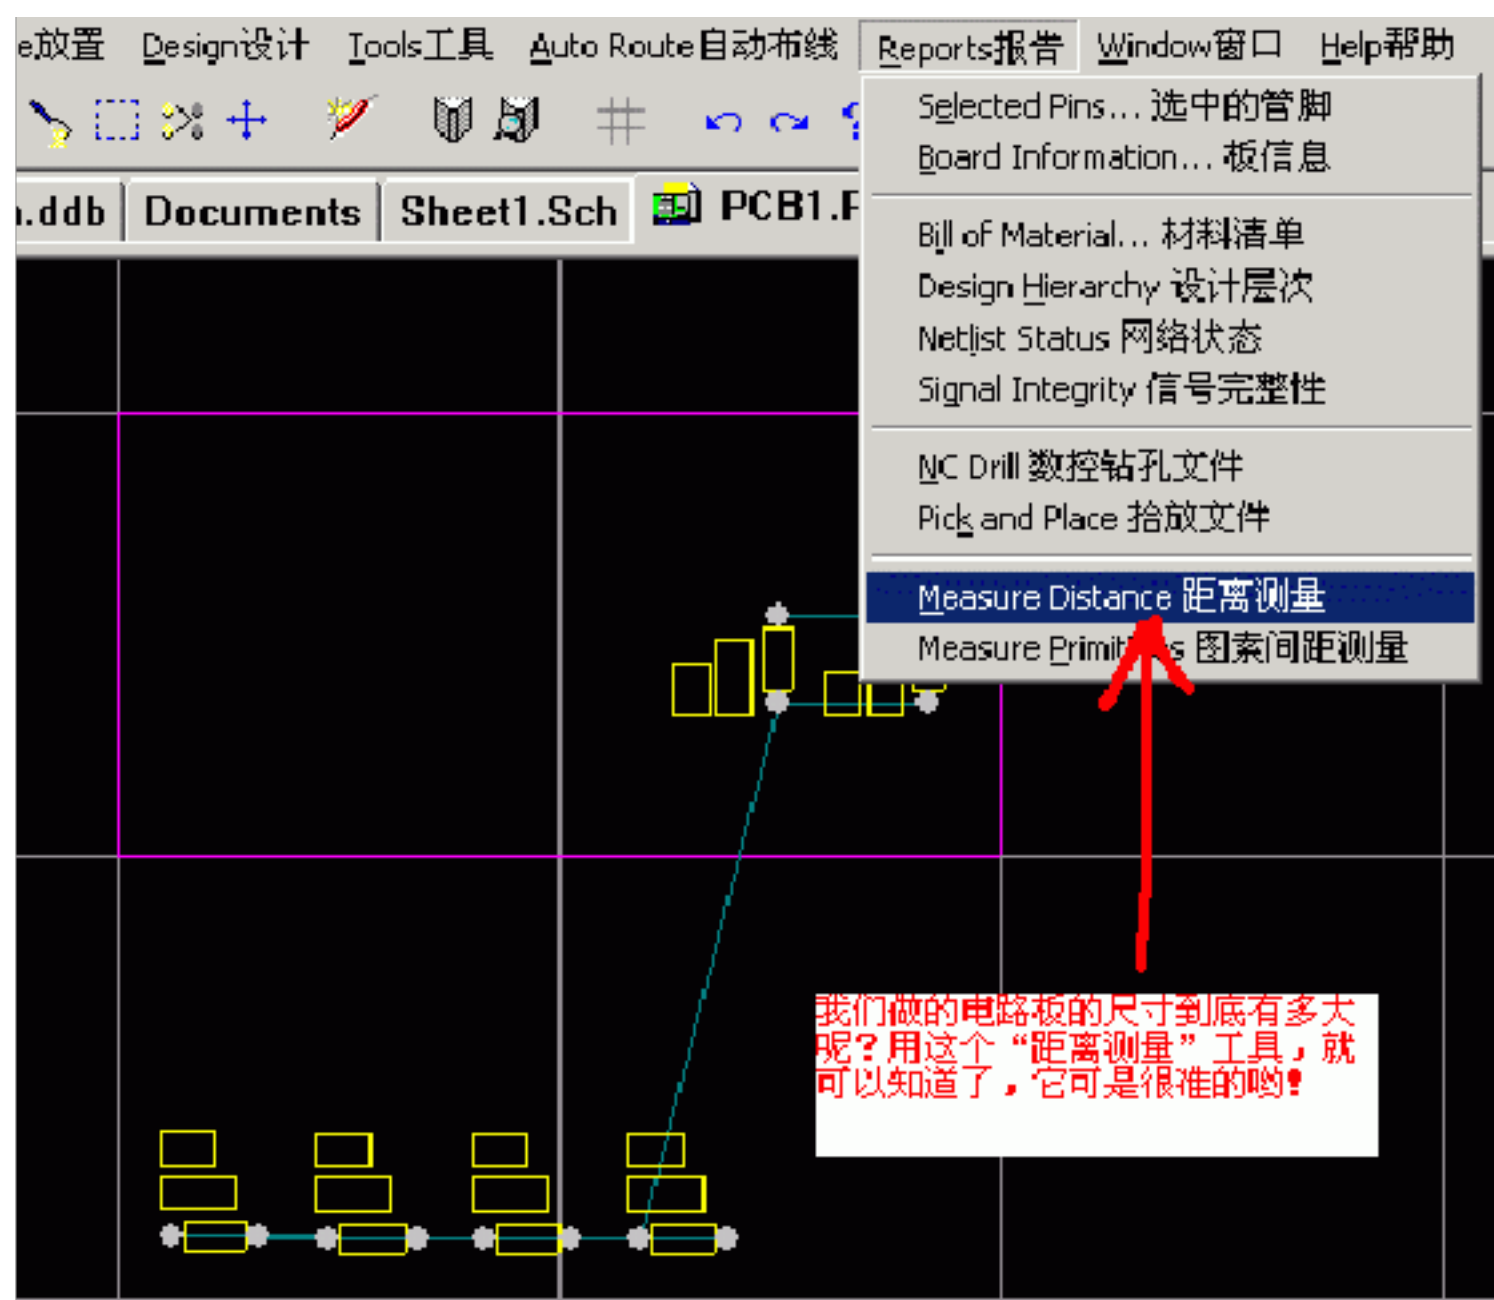 e放置 Design设计 Tools工具 Auto Route自动布线 Reports报告 Window窗口 Help帮助
Selected Pins... 选中的管脚
Board Information... 板信息
.ddb Documents Sheet1.Sch PCB1.
Bill of Material... 材料清单
Design Hierarchy 设计层次
Netlist Status 网络状态
Signal Integrity 信号完整性
NC Drill 数控钻孔文件
Pick and Place 拾放文件
Measure Distance 距离测量
Measure 图素间距测量
我们做的电路板的尺寸到底有多大
呢？用这个“距离测量”工具，就
可以知道了，它可是很准的哟！